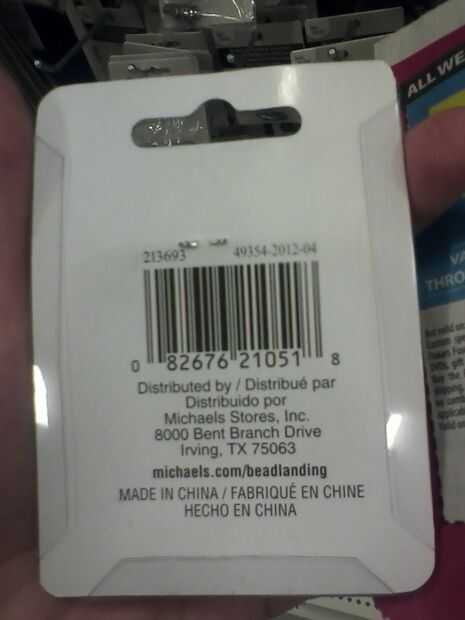 213693 49354-2012-04
0 82676 21051 8
Distributed by / Distribué par
Distribuido por
Michaels Stores, Inc.
8000 Bent Branch Drive
Irving, TX 75063
michaels.com/beadlanding
MADE IN CHINA / FABRIQUÉ EN CHINE
HECHO EN CHINA
ALL WE
VA
THRO